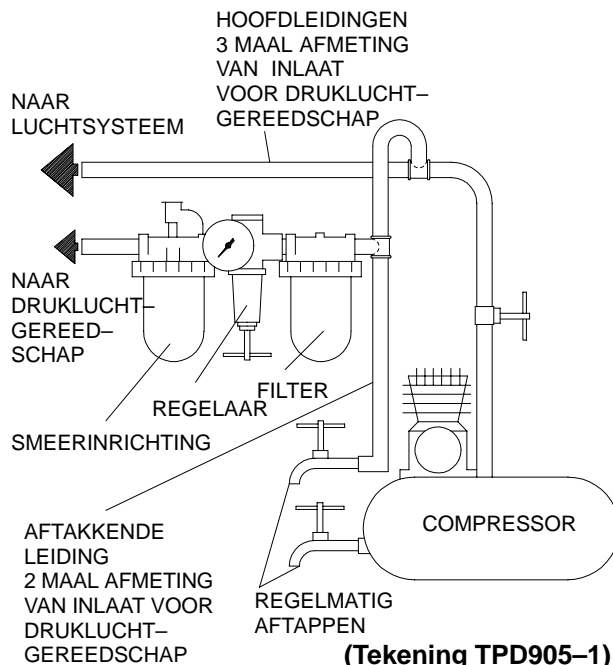 HOOFDLEIDINGEN
3 MAAL AFMETING
VAN INLAAT
VOOR DRUKLUCHT–
GEREEDSCHAP
NAAR
LUCHTSYSTEEM
NAAR
DRUKLUCHT–
GEREED–
SCHAP
REGELAAR
FILTER
SMEERINRICHTING
COMPRESSOR
AFTAKKENDE
LEIDING
2 MAAL AFMETING
VAN INLAAT VOOR
DRUKLUCHT–
GEREEDSCHAP
REGELMATIG
AFTAPPEN
(Tekening TPD905–1)